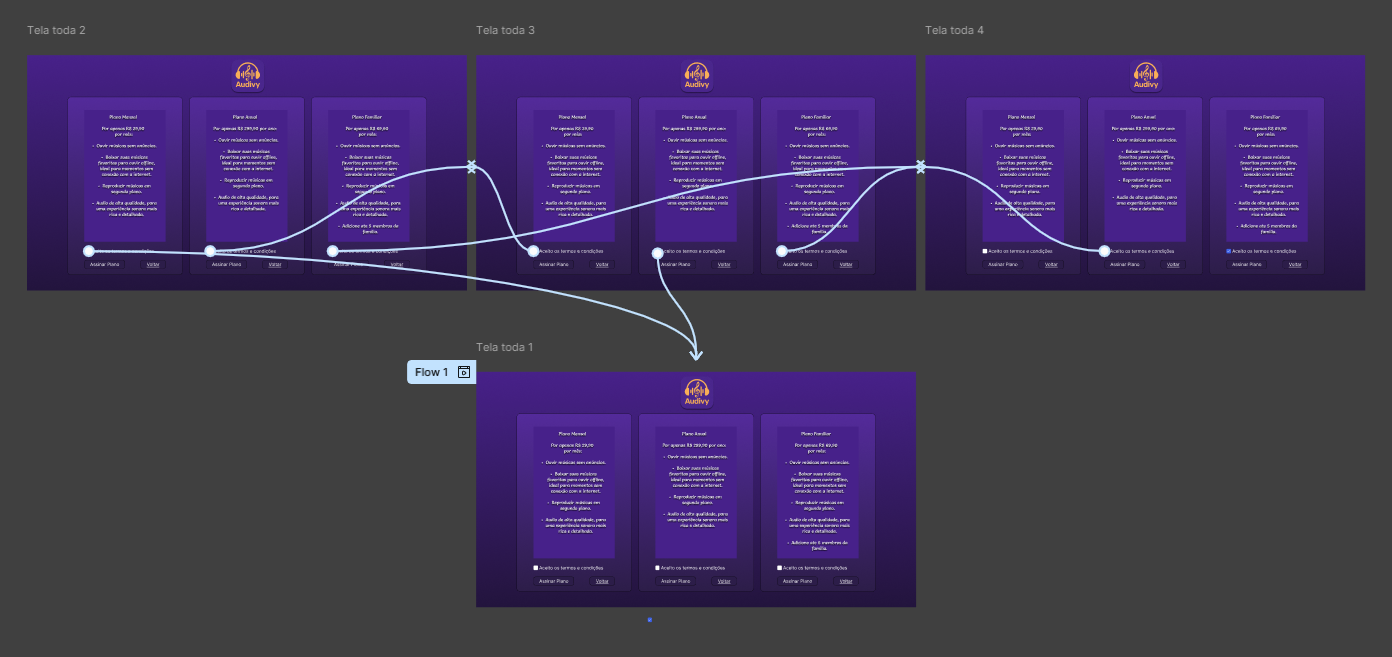 Tela toda 2
Audivy
Plano Mensal
Por apenas R$ 29,90
por mês:
- Ouvir músicas sem anúncios.
- Baixar suas músicas
favoritas para ouvir offline,
ideal para momentos sem
conexão com a internet.
- Reproduzir músicas em
segundo plano.
- Audio de alta qualidade, para
uma experiência sonora mais
rica e detalhada.
termos e condições
Assinar Plano
Voltar
Plano Anual
Por apenas R$ 299,90 por ano:
- Ouvir músicas sem anúncios.
- Baixar suas músicas
favoritas para ouvir offline,
ideal para momentos sem
conexão com a internet.
- Reproduzir músicas em
segundo plano.
- Audio de alta qualidade, para
uma experiência sonora mais
rica e detalhada.
termos e condições
Assinar Plano
Voltar
Plano Familiar
Por apenas R$ 69,90
por mês:
- Ouvir músicas sem anúncios.
- Baixar suas músicas
favoritas para ouvir offline,
ideal para momentos sem
conexão com a internet.
- Reproduzir músicas em
segundo plano.
- Audio de alta qualidade, para
uma experiência sonora mais
rica e detalhada.
- Adicione até 5 membros da
família.
termos e condições
Assinar Plano
Voltar
Tela toda 3
Audivy
Plano Mensal
Por apenas R$ 29,90
por mês:
- Ouvir músicas sem anúncios.
- Baixar suas músicas
favoritas para ouvir offline,
ideal para momentos sem
conexão com a internet.
- Reproduzir músicas em
segundo plano.
- Audio de alta qualidade, para
uma experiência sonora mais
rica e detalhada.
Aceito os termos e condições
Assinar Plano
Voltar
Plano Anual
Por apenas R$ 299,90 por ano:
- Ouvir músicas sem anúncios.
- Baixar suas músicas
favoritas para ouvir offline,
ideal para momentos sem
conexão com a internet.
- Reproduzir músicas em
segundo plano.
- Audio de alta qualidade, para
uma experiência sonora mais
rica e detalhada.
Aceito os termos e condições
Assinar Plano
Voltar
Plano Familiar
Por apenas R$ 69,90
por mês:
- Ouvir músicas sem anúncios.
- Baixar suas músicas
favoritas para ouvir offline,
ideal para momentos sem
conexão com a internet.
- Reproduzir músicas em
segundo plano.
- Audio de alta qualidade, para
uma experiência sonora mais
rica e detalhada.
- Adicione até 5 membros da
família.
Aceito os termos e condições
Assinar Plano
Voltar
Tela toda 4
Audivy
Plano Mensal
Por apenas R$ 29,90
por mês:
- Ouvir músicas sem anúncios.
- Baixar suas músicas
favoritas para ouvir offline,
ideal para momentos sem
conexão com a internet.
- Reproduzir músicas em
segundo plano.
- Audio de alta qualidade, para
uma experiência sonora mais
rica e detalhada.
Aceito os termos e condições
Assinar Plano
Voltar
Plano Anual
Por apenas R$ 299,90 por ano:
- Ouvir músicas sem anúncios.
- Baixar suas músicas
favoritas para ouvir offline,
ideal para momentos sem
conexão com a internet.
- Reproduzir músicas em
segundo plano.
- Audio de alta qualidade, para
uma experiência sonora mais
rica e detalhada.
Aceito os termos e condições
Assinar Plano
Voltar
Plano Familiar
Por apenas R$ 69,90
por mês:
- Ouvir músicas sem anúncios.
- Baixar suas músicas
favoritas para ouvir offline,
ideal para momentos sem
conexão com a internet.
- Reproduzir músicas em
segundo plano.
- Audio de alta qualidade, para
uma experiência sonora mais
rica e detalhada.
- Adicione até 5 membros da
família.
Aceito os termos e condições
Assinar Plano
Voltar
Tela toda 1
Flow 1
Audivy
Plano Mensal
Por apenas R$ 29,90
por mês:
- Ouvir músicas sem anúncios.
- Baixar suas músicas
favoritas para ouvir offline,
ideal para momentos sem
conexão com a internet.
- Reproduzir músicas em
segundo plano.
- Audio de alta qualidade, para
uma experiência sonora mais
rica e detalhada.
Aceito os termos e condições
Assinar Plano
Voltar
Plano Anual
Por apenas R$ 299,90 por ano:
- Ouvir músicas sem anúncios.
- Baixar suas músicas
favoritas para ouvir offline,
ideal para momentos sem
conexão com a internet.
- Reproduzir músicas em
segundo plano.
- Audio de alta qualidade, para
uma experiência sonora mais
rica e detalhada.
Aceito os termos e condições
Assinar Plano
Voltar
Plano Familiar
Por apenas R$ 69,90
por mês:
- Ouvir músicas sem anúncios.
- Baixar suas músicas
favoritas para ouvir offline,
ideal para momentos sem
conexão com a internet.
- Reproduzir músicas em
segundo plano.
- Audio de alta qualidade, para
uma experiência sonora mais
rica e detalhada.
- Adicione até 5 membros da
família.
Aceito os termos e condições
Assinar Plano
Voltar